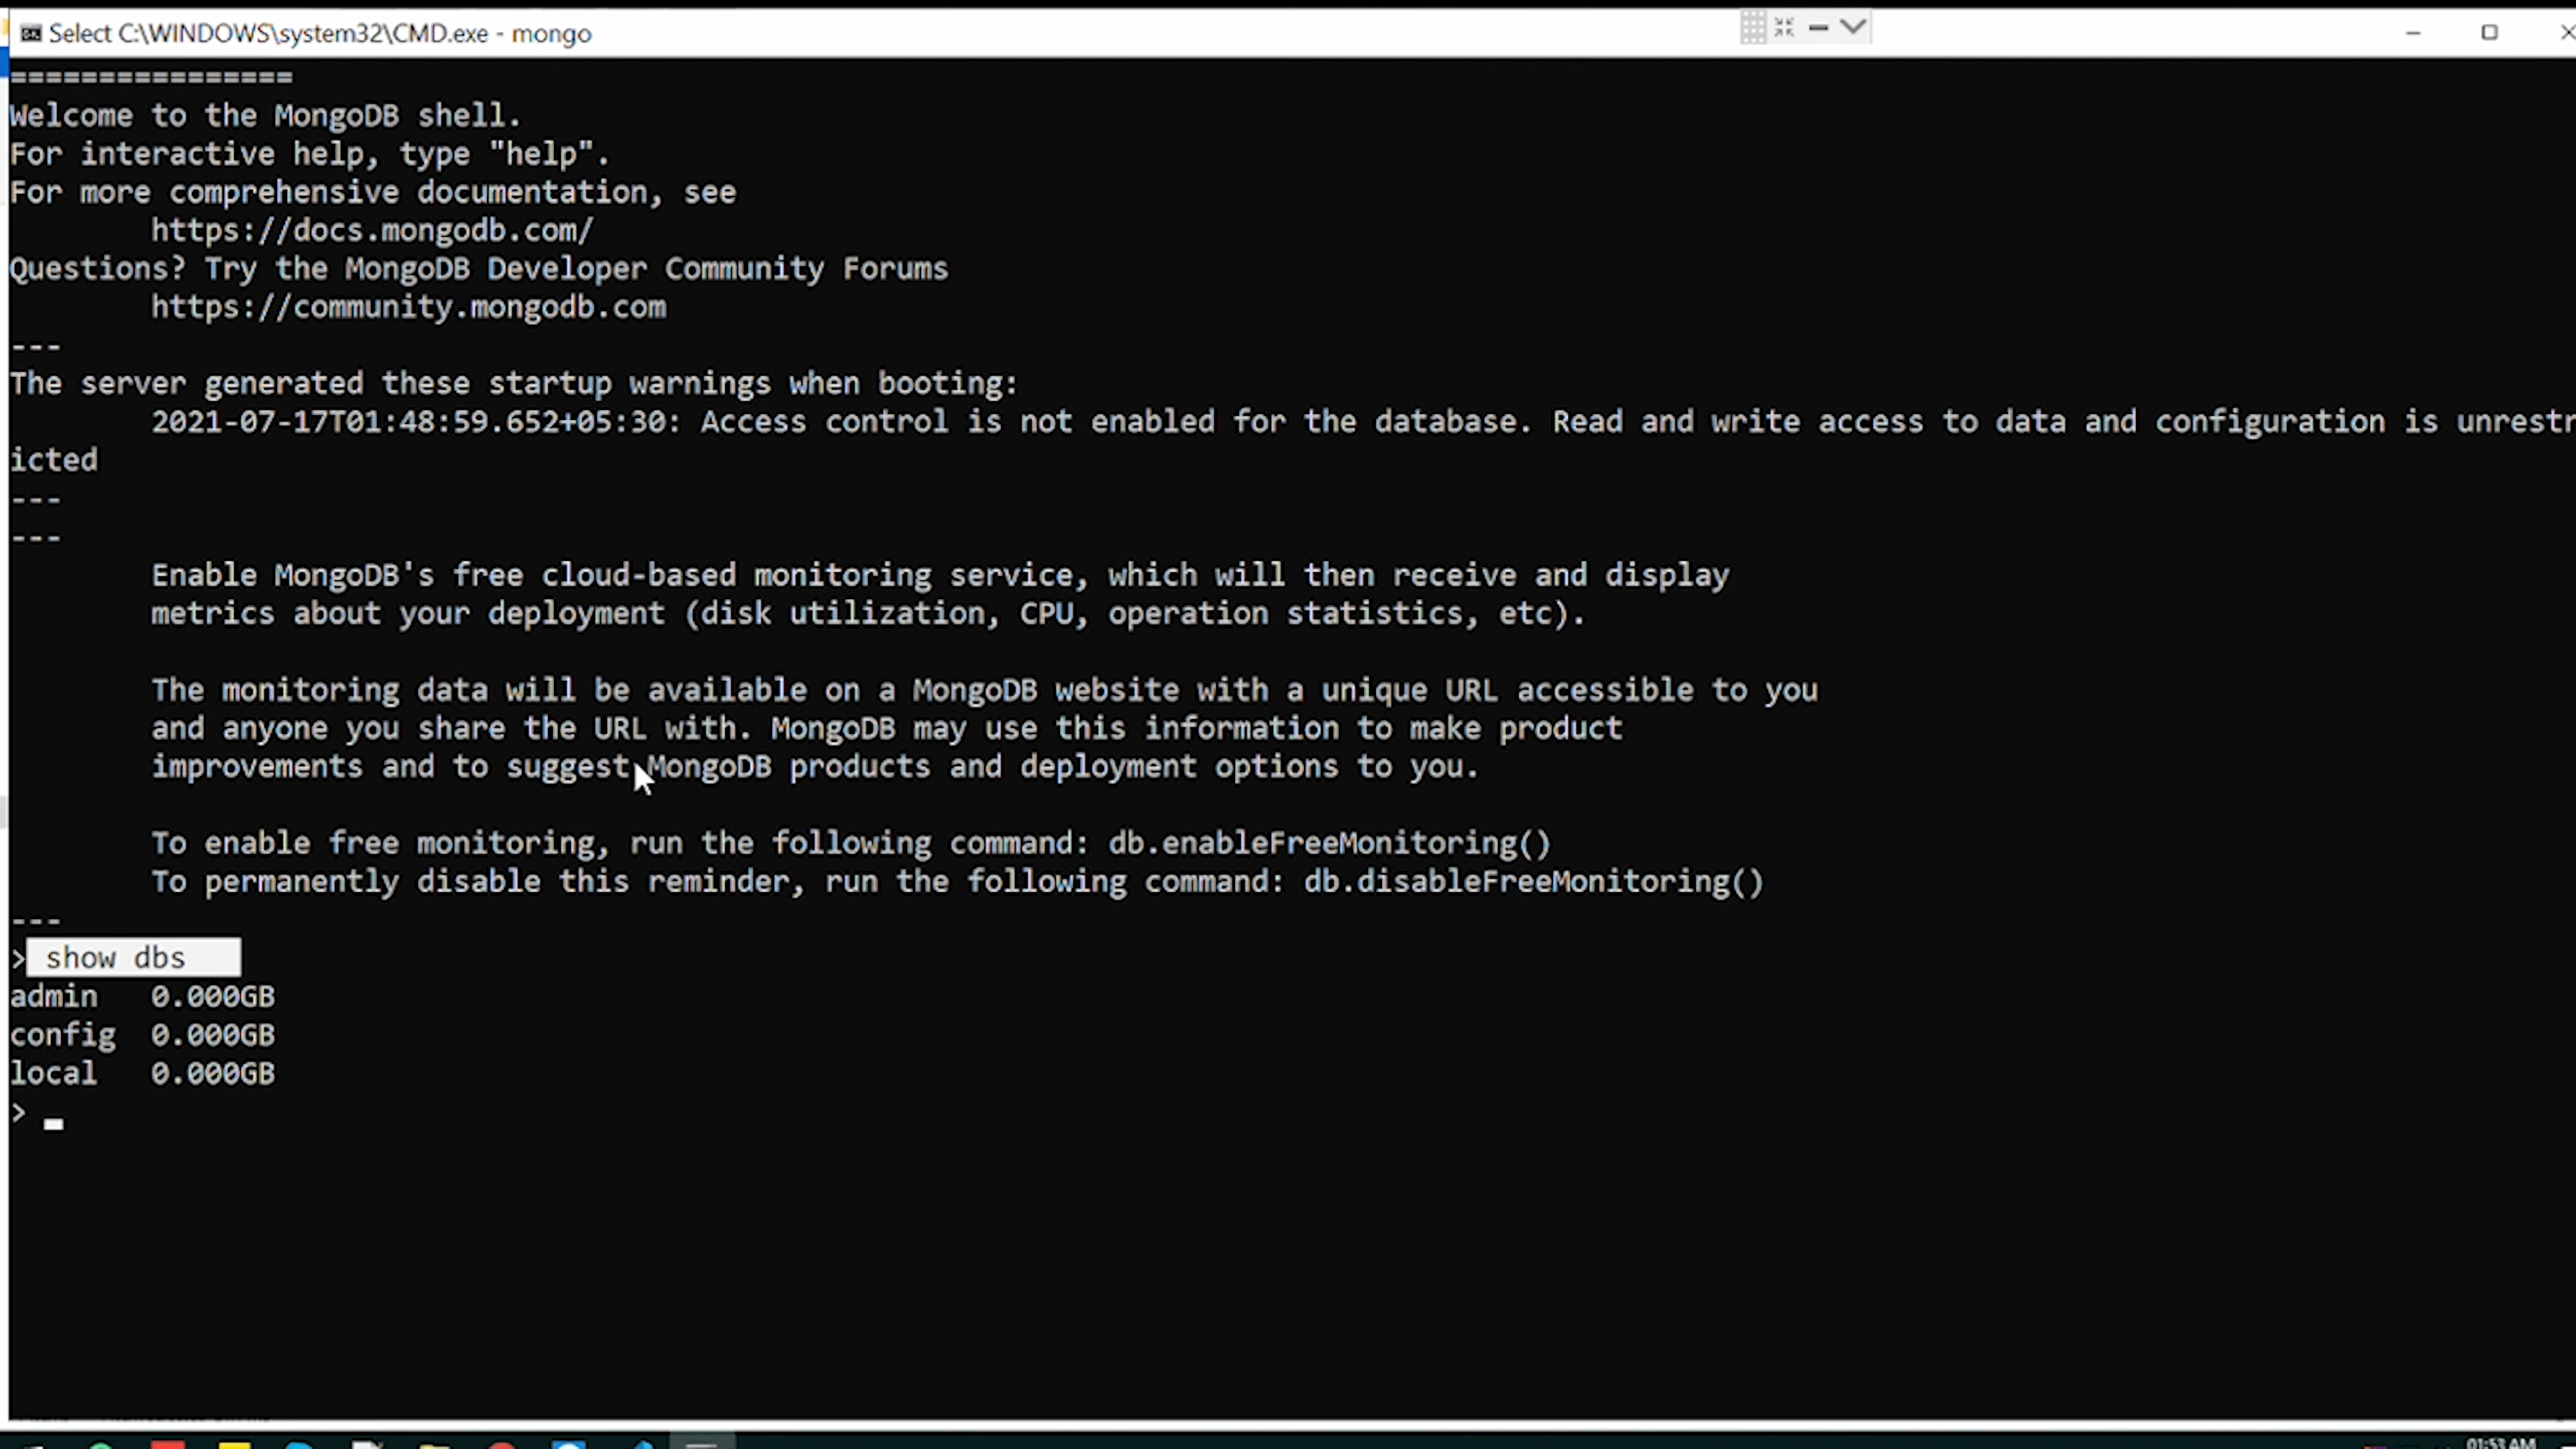 Select C:\WINDOWS\system32\CMD.exe - mongo
================
Welcome to the MongoDB shell.
For interactive help, type "help".
For more comprehensive documentation, see
https://docs.mongodb.com/
Questions? Try the MongoDB Developer Community Forums
https://community.mongodb.com
---
The server generated these startup warnings when booting:
2021-07-17T01:48:59.652+05:30: Access control is not enabled for the database. Read and write access to data and configuration is unrestr
icted
---
---
Enable MongoDB's free cloud-based monitoring service, which will then receive and display
metrics about your deployment (disk utilization, CPU, operation statistics, etc).
The monitoring data will be available on a MongoDB website with a unique URL accessible to you
and anyone you share the URL with. MongoDB may use this information to make product
improvements and to suggest MongoDB products and deployment options to you.
To enable free monitoring, run the following command: db.enableFreeMonitoring()
To permanently disable this reminder, run the following command: db.disableFreeMonitoring()
---
> show dbs
admin   0.000GB
config  0.000GB
local   0.000GB
>
01:53 AM